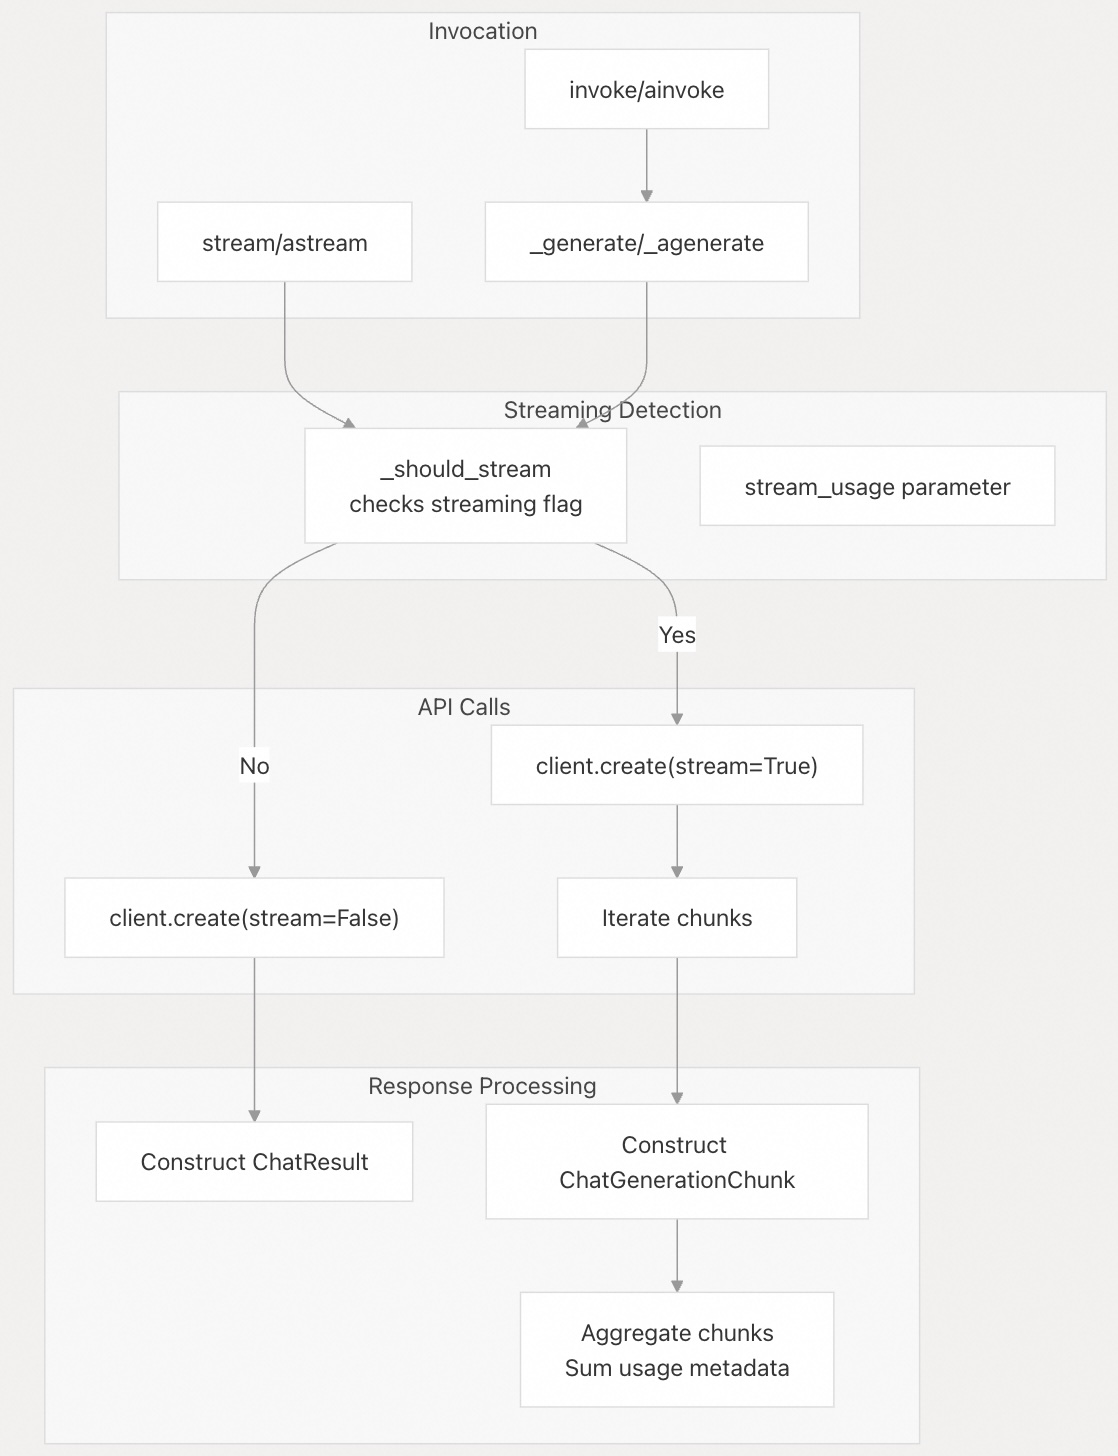 Invocation
invoke/ainvoke
stream/astream
_generate/_agenerate
Streaming Detection
_should_stream
checks streaming flag
stream_usage parameter
Yes
API Calls
client.create(stream=True)
No
client.create(stream=False)
Iterate chunks
Response Processing
Construct ChatResult
Construct
ChatGenerationChunk
Aggregate chunks
Sum usage metadata